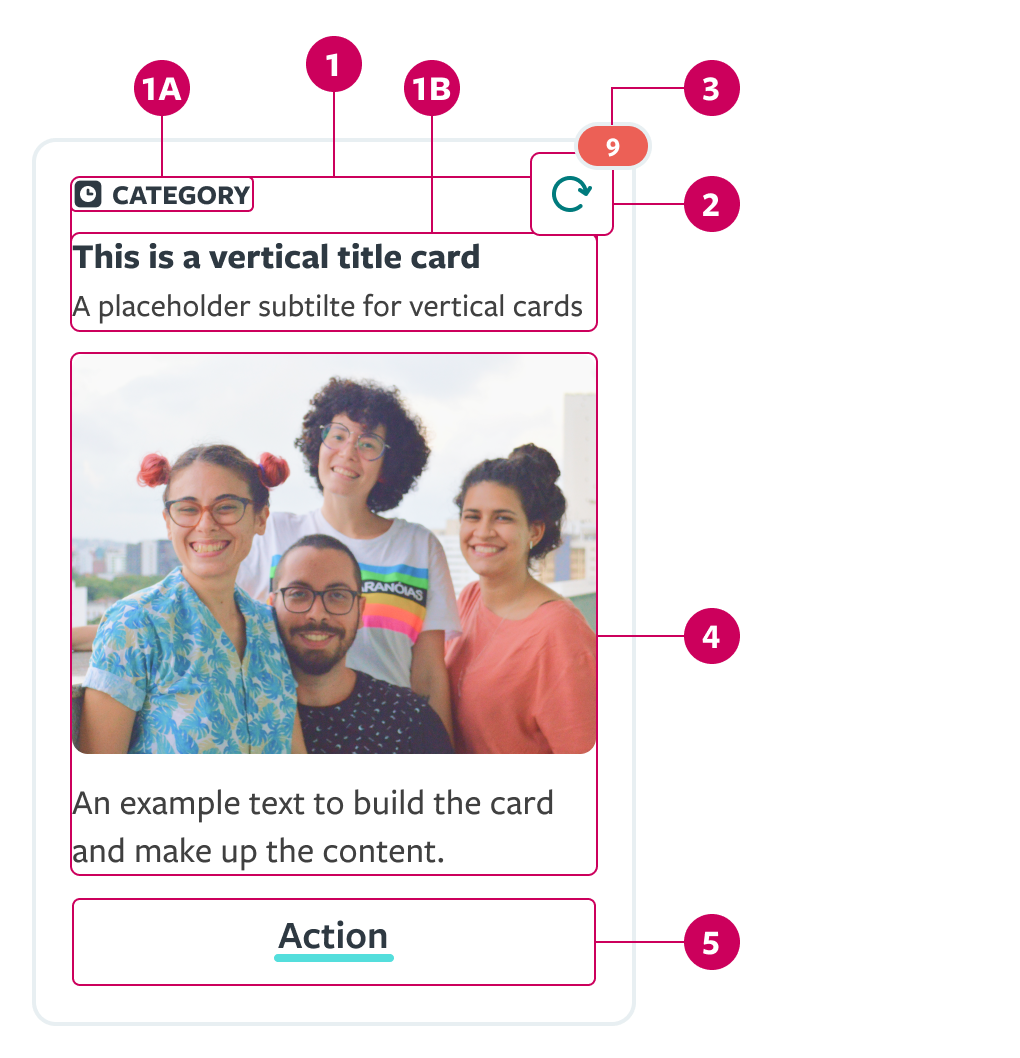 1
1A
1B
3
9
2
CATEGORY
This is a vertical title card
A placeholder subtilte for vertical cards
ARANÓIAS
4
An example text to build the card
and make up the content.
Action
5